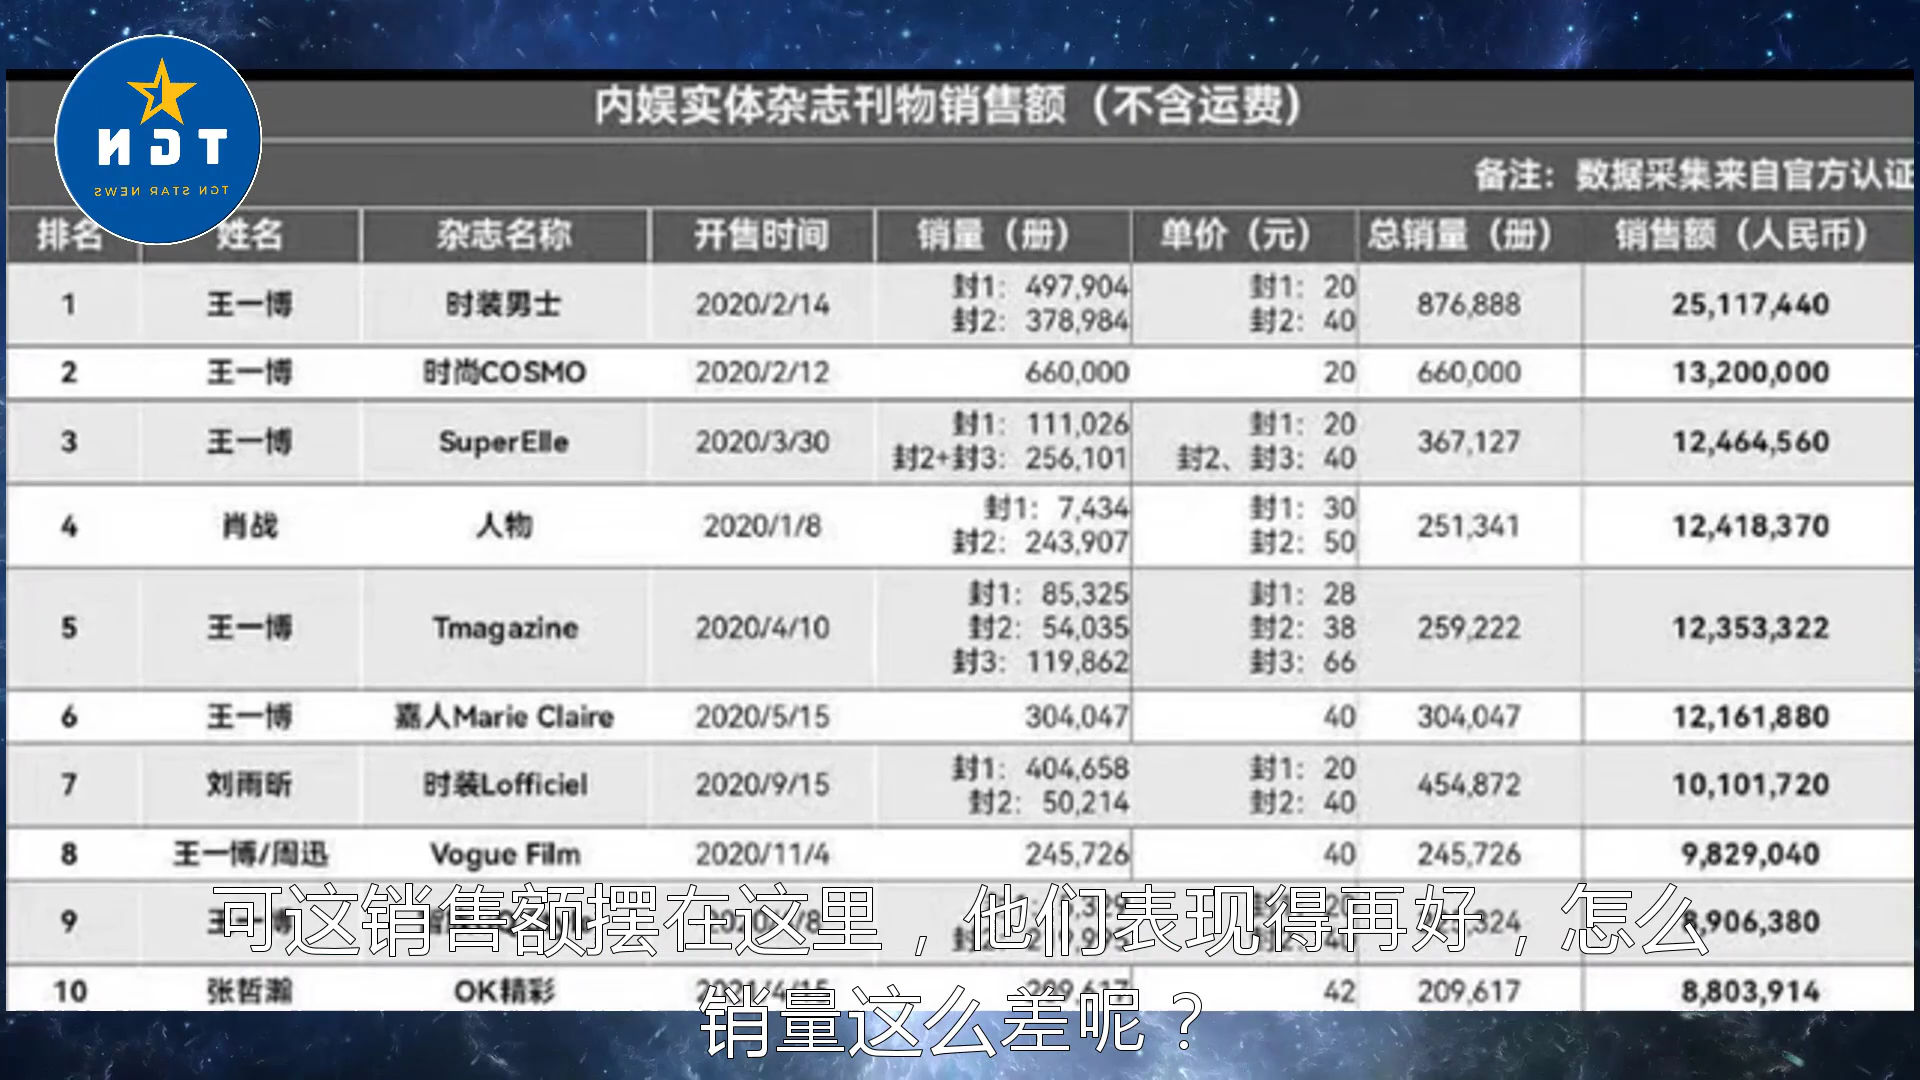 内娱实体杂志刊物销售额（不含运费）
TGN
TGN STAR NEWS
备注：数据采集来自官方认证
排名 姓名 杂志名称 开售时间 销量（册） 单价（元） 总销量（册） 销售额（人民币）
1 王一博 时装男士 2020/2/14 封1：497,904 封1：20 876,888 25,117,440
封2：378,984 封2：40
2 王一博 时尚COSMO 2020/2/12 660,000 20 660,000 13,200,000
3 王一博 SuperElle 2020/3/30 封1：111,026 封1：20 367,127 12,464,560
封2+封3：256,101 封2、封3：40
4 肖战 人物 2020/1/8 封1：7,434 封1：30 251,341 12,418,370
封2：243,907 封2：50
5 王一博 Tmagazine 2020/4/10 封1：85,325 封1：28 259,222 12,353,322
封2：54,035 封2：38
封3：119,862 封3：66
6 王一博 嘉人Marie Claire 2020/5/15 304,047 40 304,047 12,161,880
7 刘雨昕 时装Lofficiel 2020/9/15 封1：404,658 封1：20 454,872 10,101,720
封2：50,214 封2：40
8 王一博/周迅 Vogue Film 2020/11/4 245,726 40 245,726 9,829,040
9 王一博 8,906,380
10 张哲瀚 OK精彩 209,617 42 209,617 8,803,914
可这销售额摆在这里，他们表现得再好，怎么
销量这么差呢？